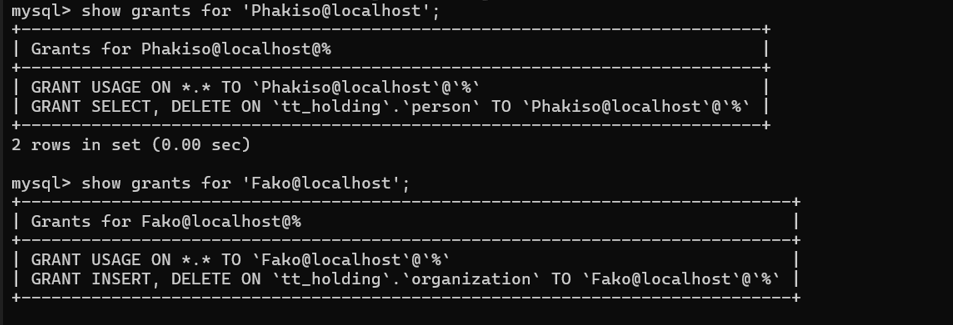 mysql> show grants for 'Phakiso@localhost';
+---------------------------------------------------------------------------+
| Grants for Phakiso@localhost@%                                            |
+---------------------------------------------------------------------------+
| GRANT USAGE ON *.* TO `Phakiso@localhost`@`%`                             |
| GRANT SELECT, DELETE ON `tt_holding`.`person` TO `Phakiso@localhost`@`%` |
+---------------------------------------------------------------------------+
2 rows in set (0.00 sec)
mysql> show grants for 'Fako@localhost';
+------------------------------------------------------------------------------+
| Grants for Fako@localhost@%                                                  |
+------------------------------------------------------------------------------+
| GRANT USAGE ON *.* TO `Fako@localhost`@`%`                                   |
| GRANT INSERT, DELETE ON `tt_holding`.`organization` TO `Fako@localhost`@`%` |
+------------------------------------------------------------------------------+